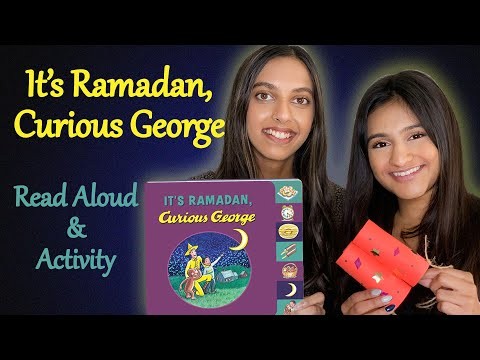 It's Ramadan,
Curious George
Read Aloud
&
Activity
IT'S RAMADAN,
Curious George